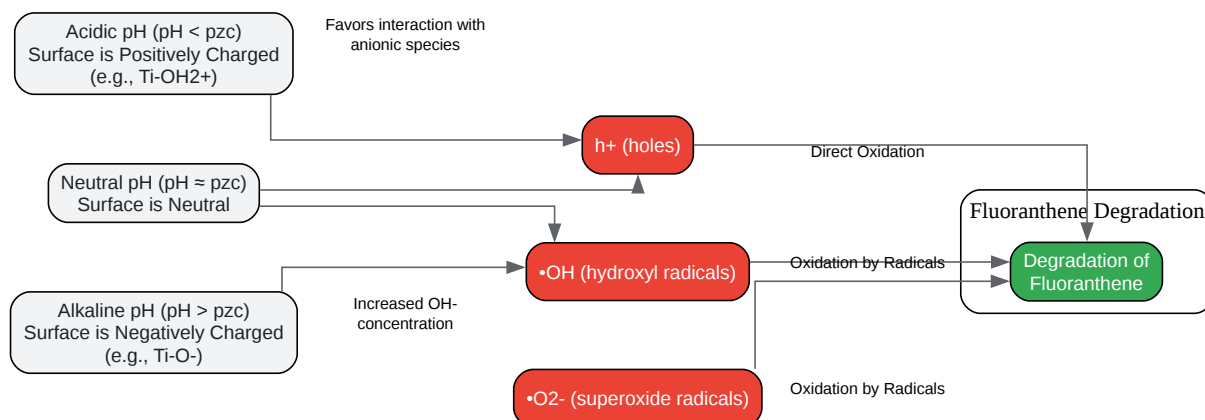 Acidic pH (pH < pzc)
Surface is Positively Charged
(e.g., Ti-OH2+)
Favors interaction with
anionic species
h+ (holes)
Direct Oxidation
Neutral pH (pH ≈ pzc)
Surface is Neutral
Fluoranthene Degradation
•OH (hydroxyl radicals)
Oxidation by Radicals
Degradation of
Fluoranthene
Alkaline pH (pH > pzc)
Surface is Negatively Charged
(e.g., Ti-O-)
Increased OH-
concentration
•O2- (superoxide radicals)
Oxidation by Radicals